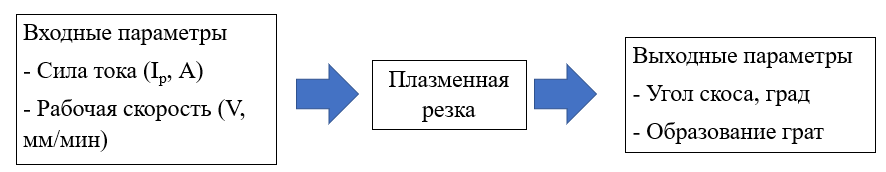 Входные параметры
- Сила тока (Iр, А)
- Рабочая скорость (V,
мм/мин)
Плазменная
резка
Выходные параметры
- Угол скоса, град
- Образование грат